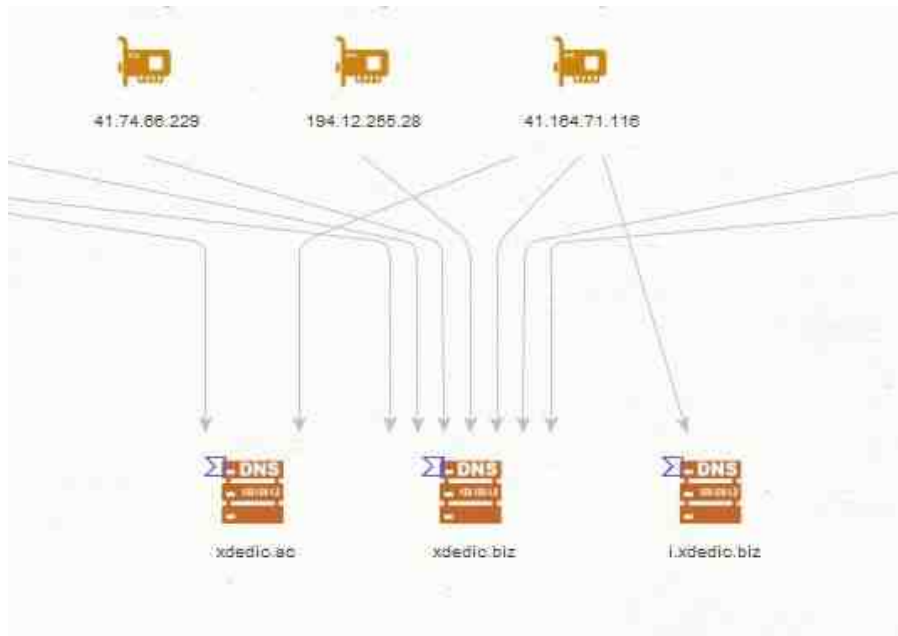 41.74.66.229
194.12.255.28
41.164.71.116
DNS
DNS
DNS
xdedic.ac
xdedic.biz
i.xdedic.biz